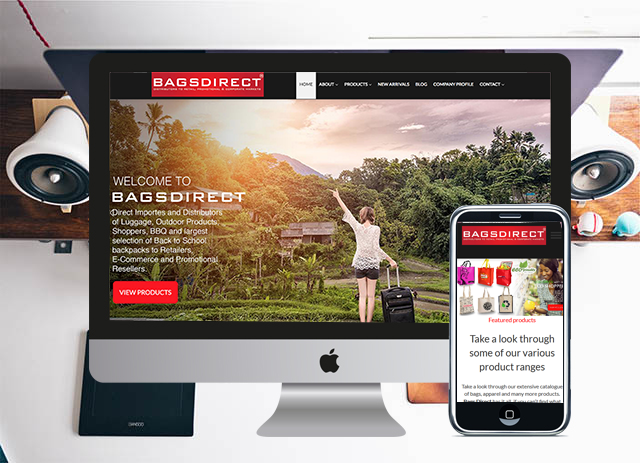 BAGSDIRECT
DISTRIBUTORS TO RETAIL, PROMOTIONAL & CORPORATE MARKETS
HOME ABOUT PRODUCTS NEW ARRIVALS BLOG COMPANY PROFILE CONTACT
WELCOME TO
BAGSDIRECT
Direct Importes and Distributors
of Luggage, Outdoor Products,
Shoppers, BBQ and largest
selection of Back to School
backpacks to Retailers,
E-Commerce and Promotional
Resellers.
VIEW PRODUCTS
BAGSDIRECT
Featured products
Take a look through
some of our various
product ranges
Take a look through our extensive catalogue
of bags, apparel and many more products.